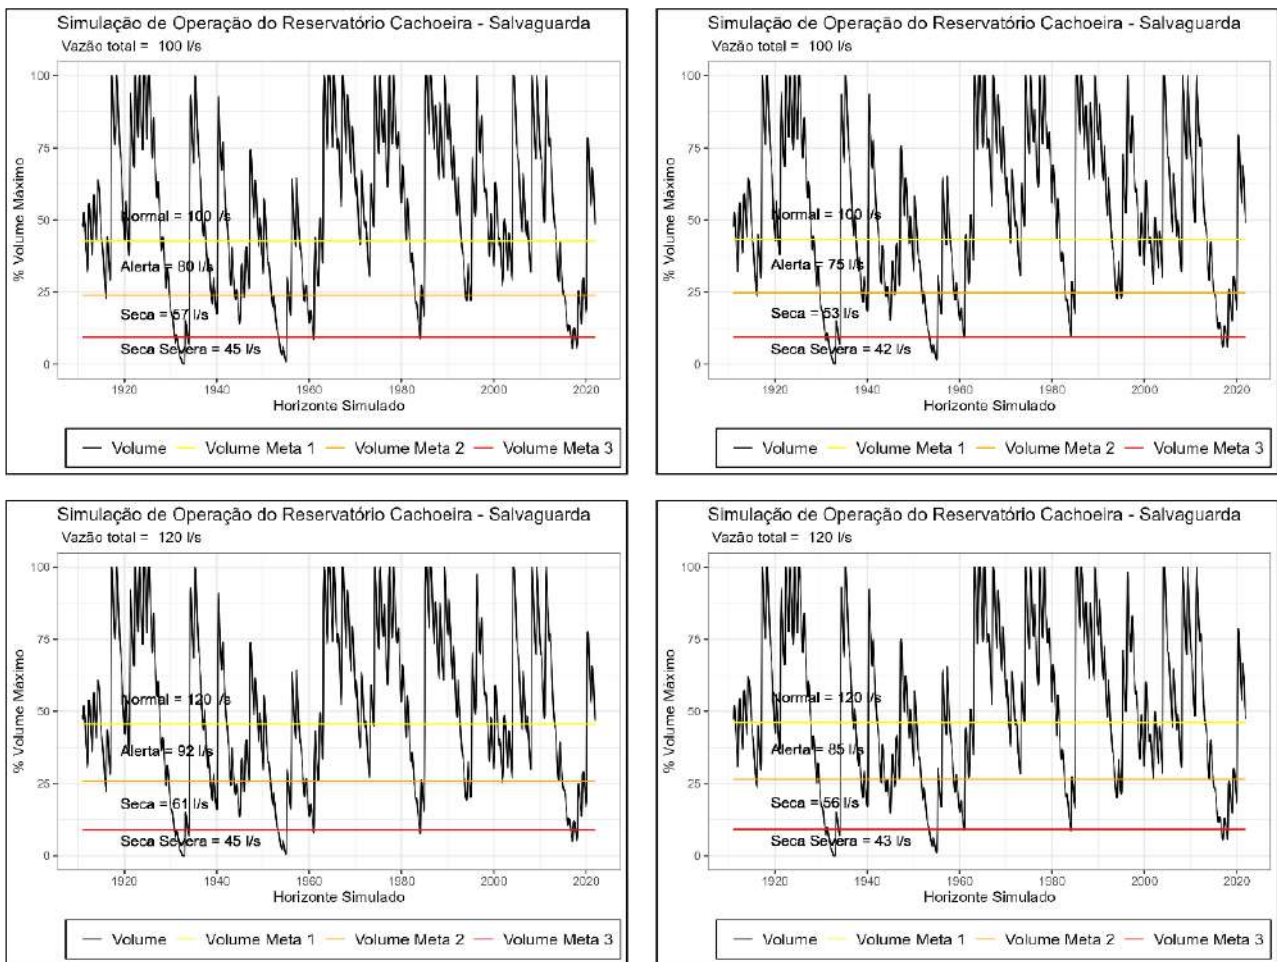 Simulação de Operação do Reservatório Cachoeira - Salvaguarda
Vazão total = 100 l/s
% Volume Máximo
100
75
50
25
0
Normal = 100 l/s
Alerta = 80 l/s
Seca = 57 l/s
Seca Severa = 45 l/s
1920 1940 1960 1980 2000 2020
Horizonte Simulado
Volume Volume Meta 1 Volume Meta 2 Volume Meta 3
Simulação de Operação do Reservatório Cachoeira - Salvaguarda
Vazão total = 100 l/s
% Volume Máximo
100
75
50
25
0
Normal = 100 l/s
Alerta = 75 l/s
Seca = 53 l/s
Seca Severa = 42 l/s
1920 1940 1960 1980 2000 2020
Horizonte Simulado
Volume Volume Meta 1 Volume Meta 2 Volume Meta 3
Simulação de Operação do Reservatório Cachoeira - Salvaguarda
Vazão total = 120 l/s
% Volume Máximo
100
75
50
25
0
Normal = 120 l/s
Alerta = 92 l/s
Seca = 61 l/s
Seca Severa = 45 l/s
1920 1940 1960 1980 2000 2020
Horizonte Simulado
Volume Volume Meta 1 Volume Meta 2 Volume Meta 3
Simulação de Operação do Reservatório Cachoeira - Salvaguarda
Vazão total = 120 l/s
% Volume Máximo
100
75
50
25
0
Normal = 120 l/s
Alerta = 85 l/s
Seca = 56 l/s
Seca Severa = 43 l/s
1920 1940 1960 1980 2000 2020
Horizonte Simulado
Volume Volume Meta 1 Volume Meta 2 Volume Meta 3